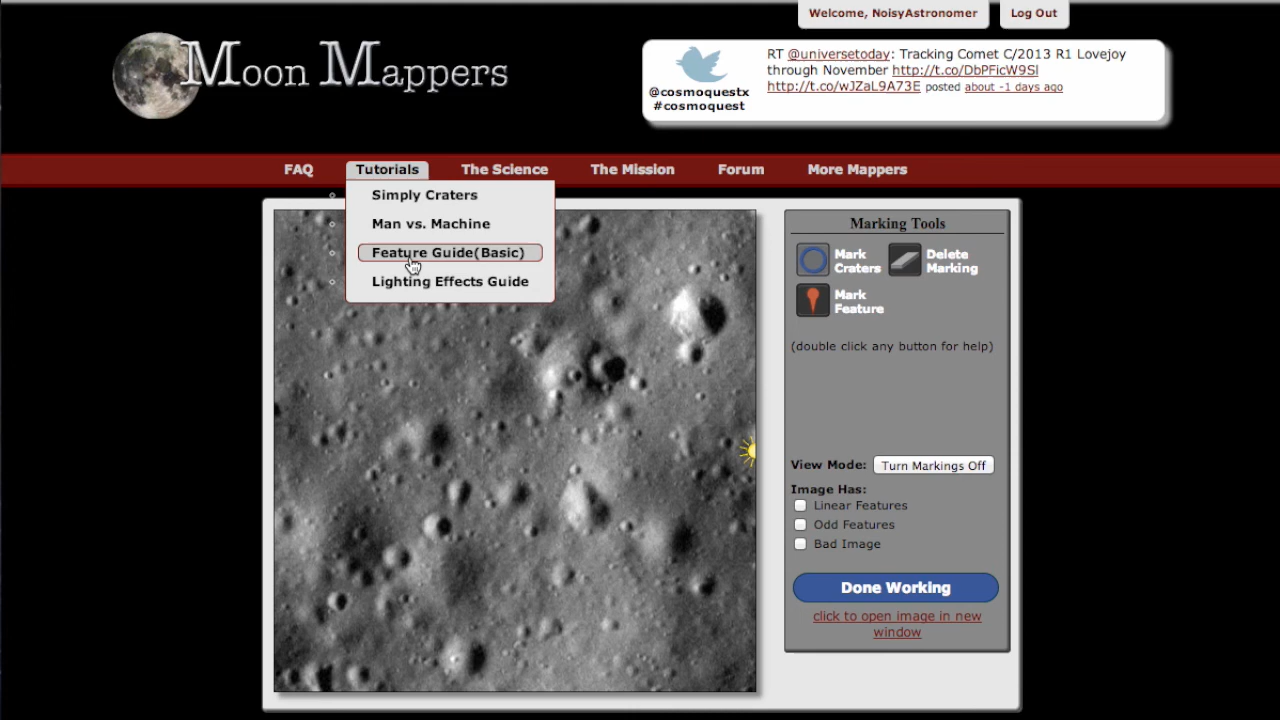 Welcome, NoisyAstronomer
Log Out
Moon Mappers
@cosmoquestx
#cosmoquest
RT @universetoday: Tracking Comet C/2013 R1 Lovejoy
through November http://t.co/DbPFicW9Sl
http://t.co/wJZaL9A73E posted about -1 days ago
FAQ
Tutorials
The Science
The Mission
Forum
More Mappers
Simply Craters
Man vs. Machine
Feature Guide(Basic)
Lighting Effects Guide
Marking Tools
Mark
Craters
Delete
Marking
Mark
Feature
(double click any button for help)
View Mode:
Turn Markings Off
Image Has:
Linear Features
Odd Features
Bad Image
Done Working
click to open image in new
window